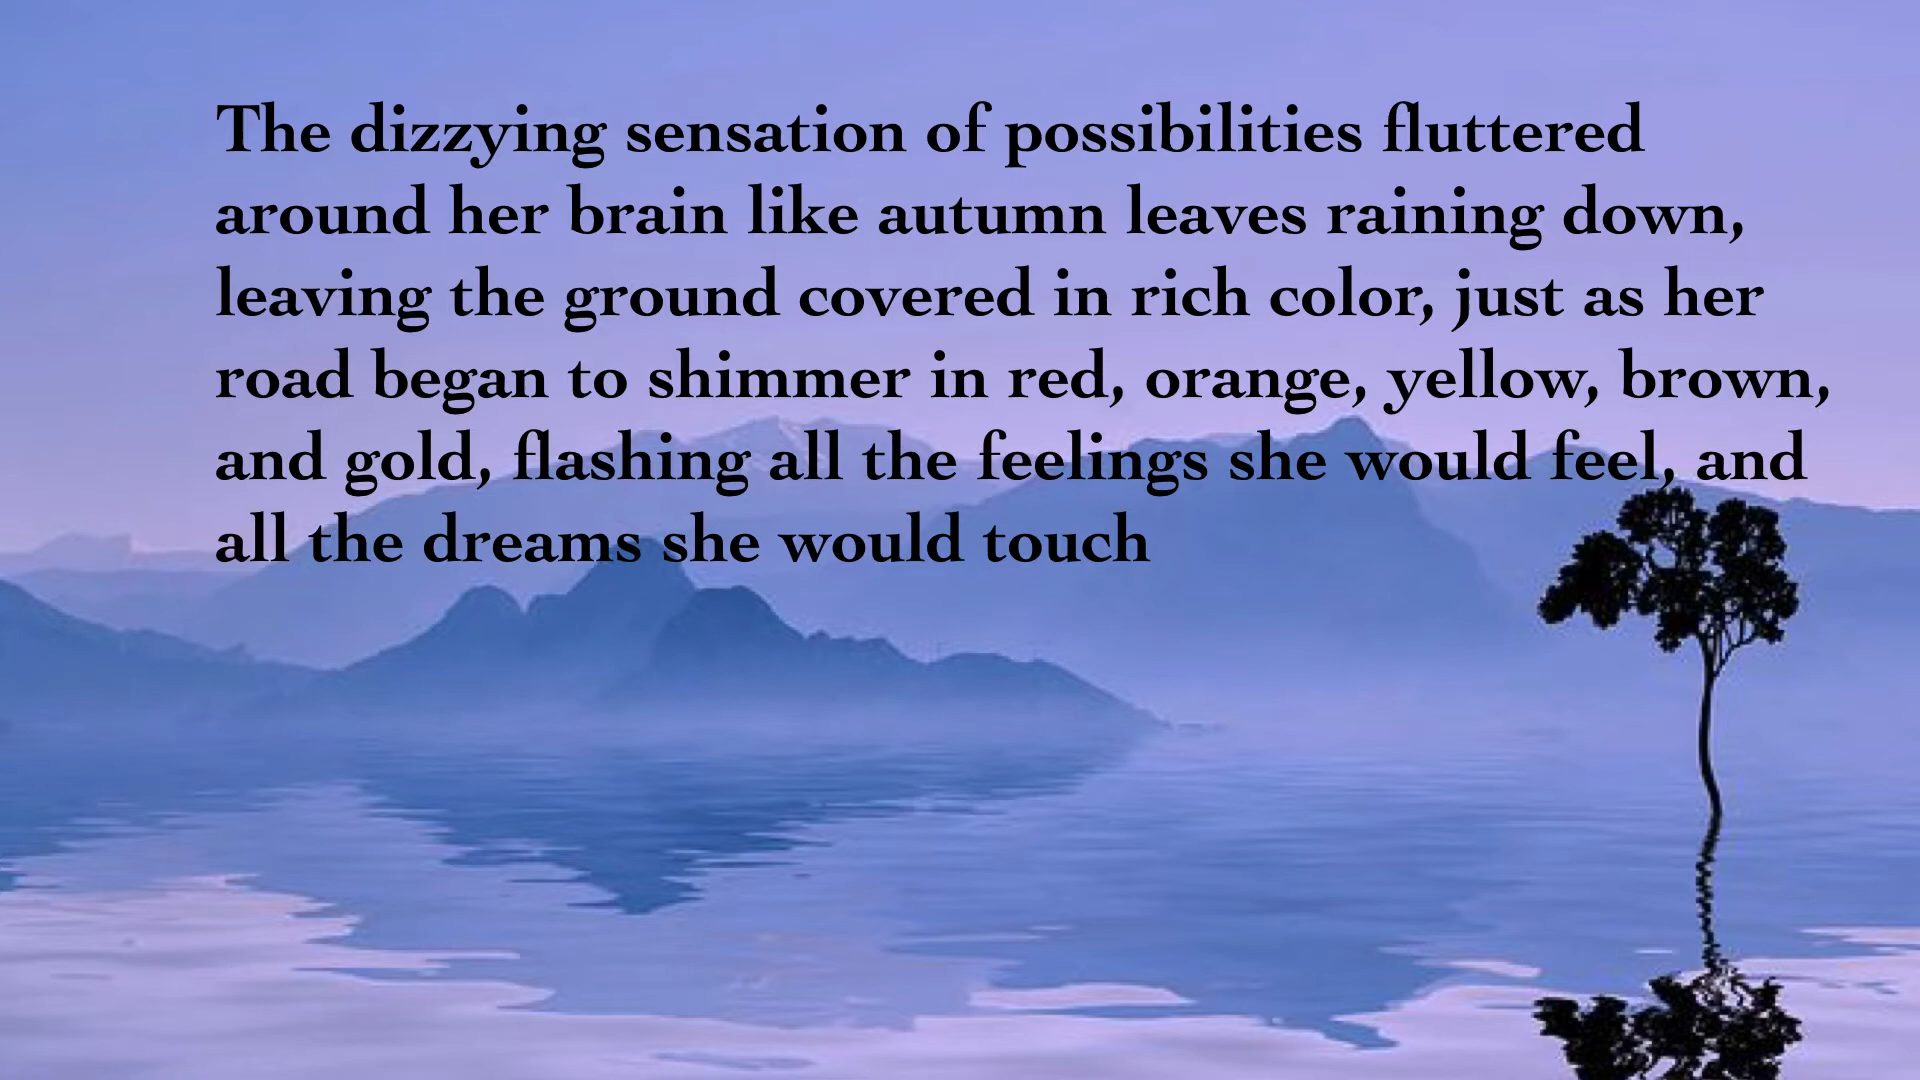 The dizzying sensation of possibilities fluttered
around her brain like autumn leaves raining down,
leaving the ground covered in rich color, just as her
road began to shimmer in red, orange, yellow, brown,
and gold, flashing all the feelings she would feel, and
all the dreams she would touch